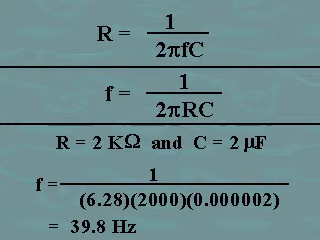 R = 1
2πfC
f = 1
2πRC
R = 2 KΩ and C = 2 μF
f = 1
(6.28)(2000)(0.000002)
= 39.8 Hz